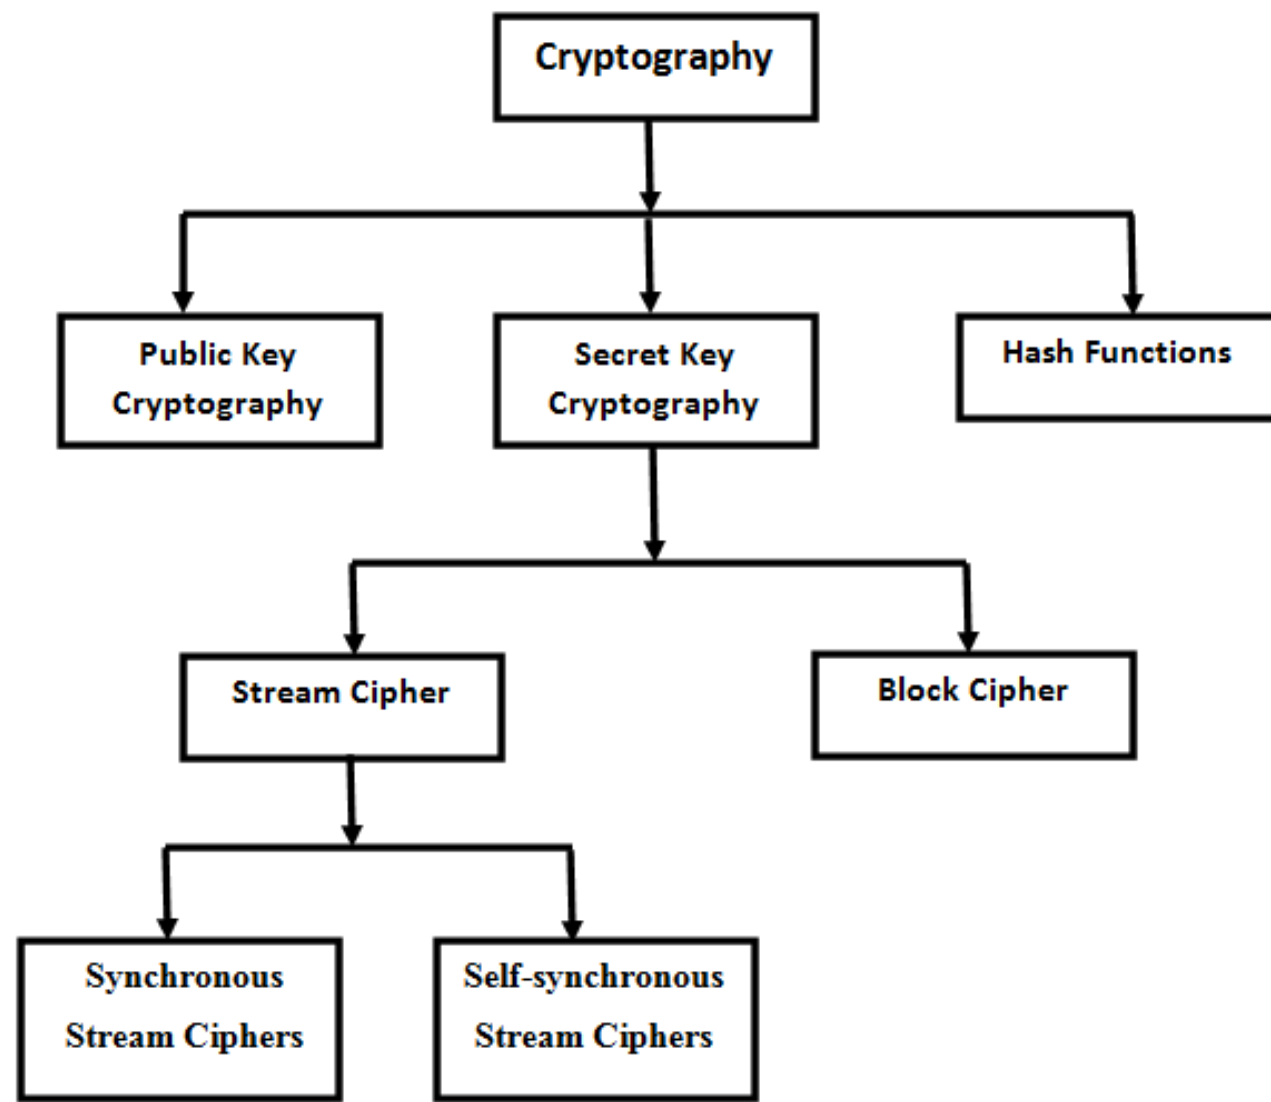 Cryptography
Public Key
Cryptography
Secret Key
Cryptography
Hash Functions
Stream Cipher
Block Cipher
Synchronous
Stream Ciphers
Self-synchronous
Stream Ciphers